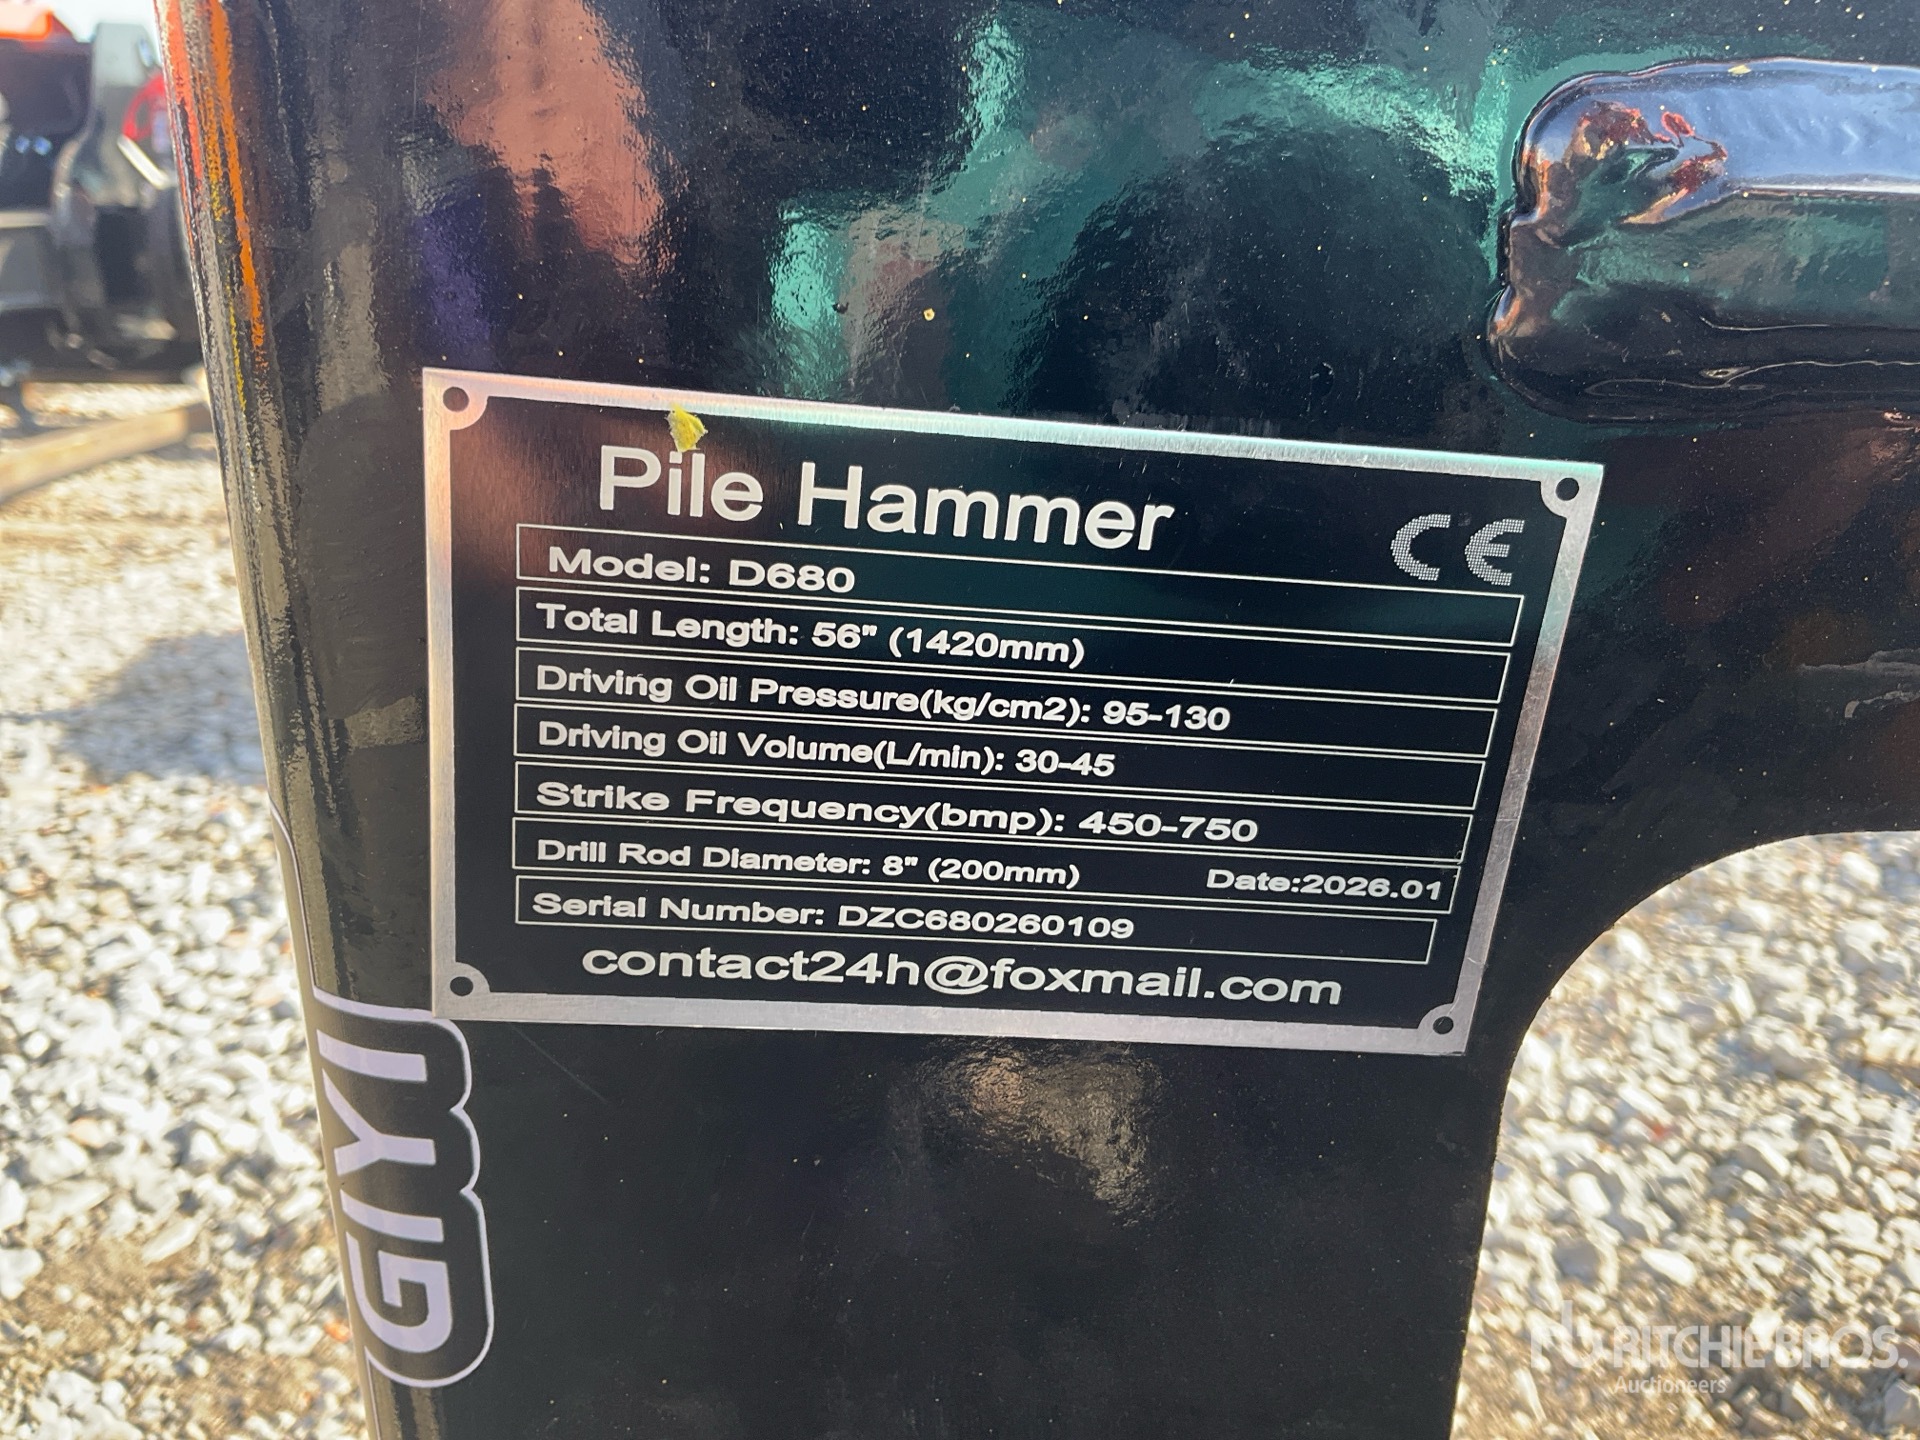 Pile Hammer
CE
Model: D680
Total Length: 56" (1420mm)
Driving Oil Pressure(kg/cm2): 95-130
Driving Oil Volume(L/min): 30-45
Strike Frequency(bmp): 450-750
Drill Rod Diameter: 8" (200mm) Date:2026.01
Serial Number: DZC680260109
contact24h@foxmail.com
GIYI
RITCHIE BROS.
Auctioneers